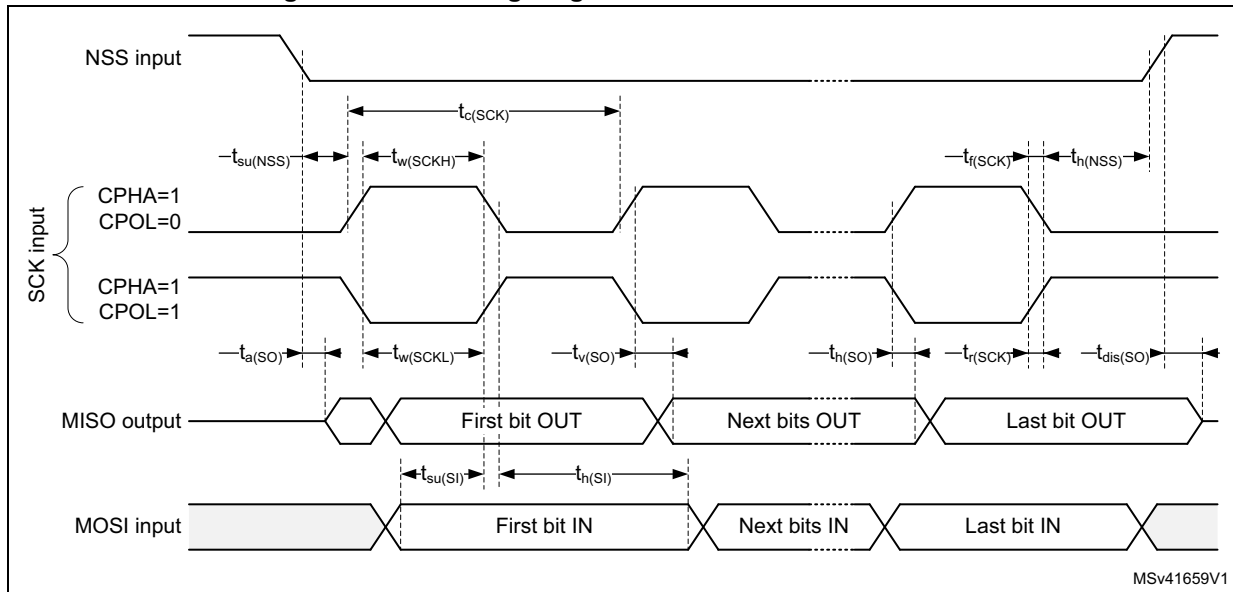 NSS input
tc(SCK)
tsu(NSS)
tw(SCKH)
tf(SCK)
th(NSS)
SCK input
CPHA=1
CPOL=0
CPHA=1
CPOL=1
ta(SO)
tw(SCKL)
tv(SO)
th(SO)
tr(SCK)
tdis(SO)
MISO output
First bit OUT
Next bits OUT
Last bit OUT
tsu(SI)
th(SI)
MOSI input
First bit IN
Next bits IN
Last bit IN
MSv41659V1